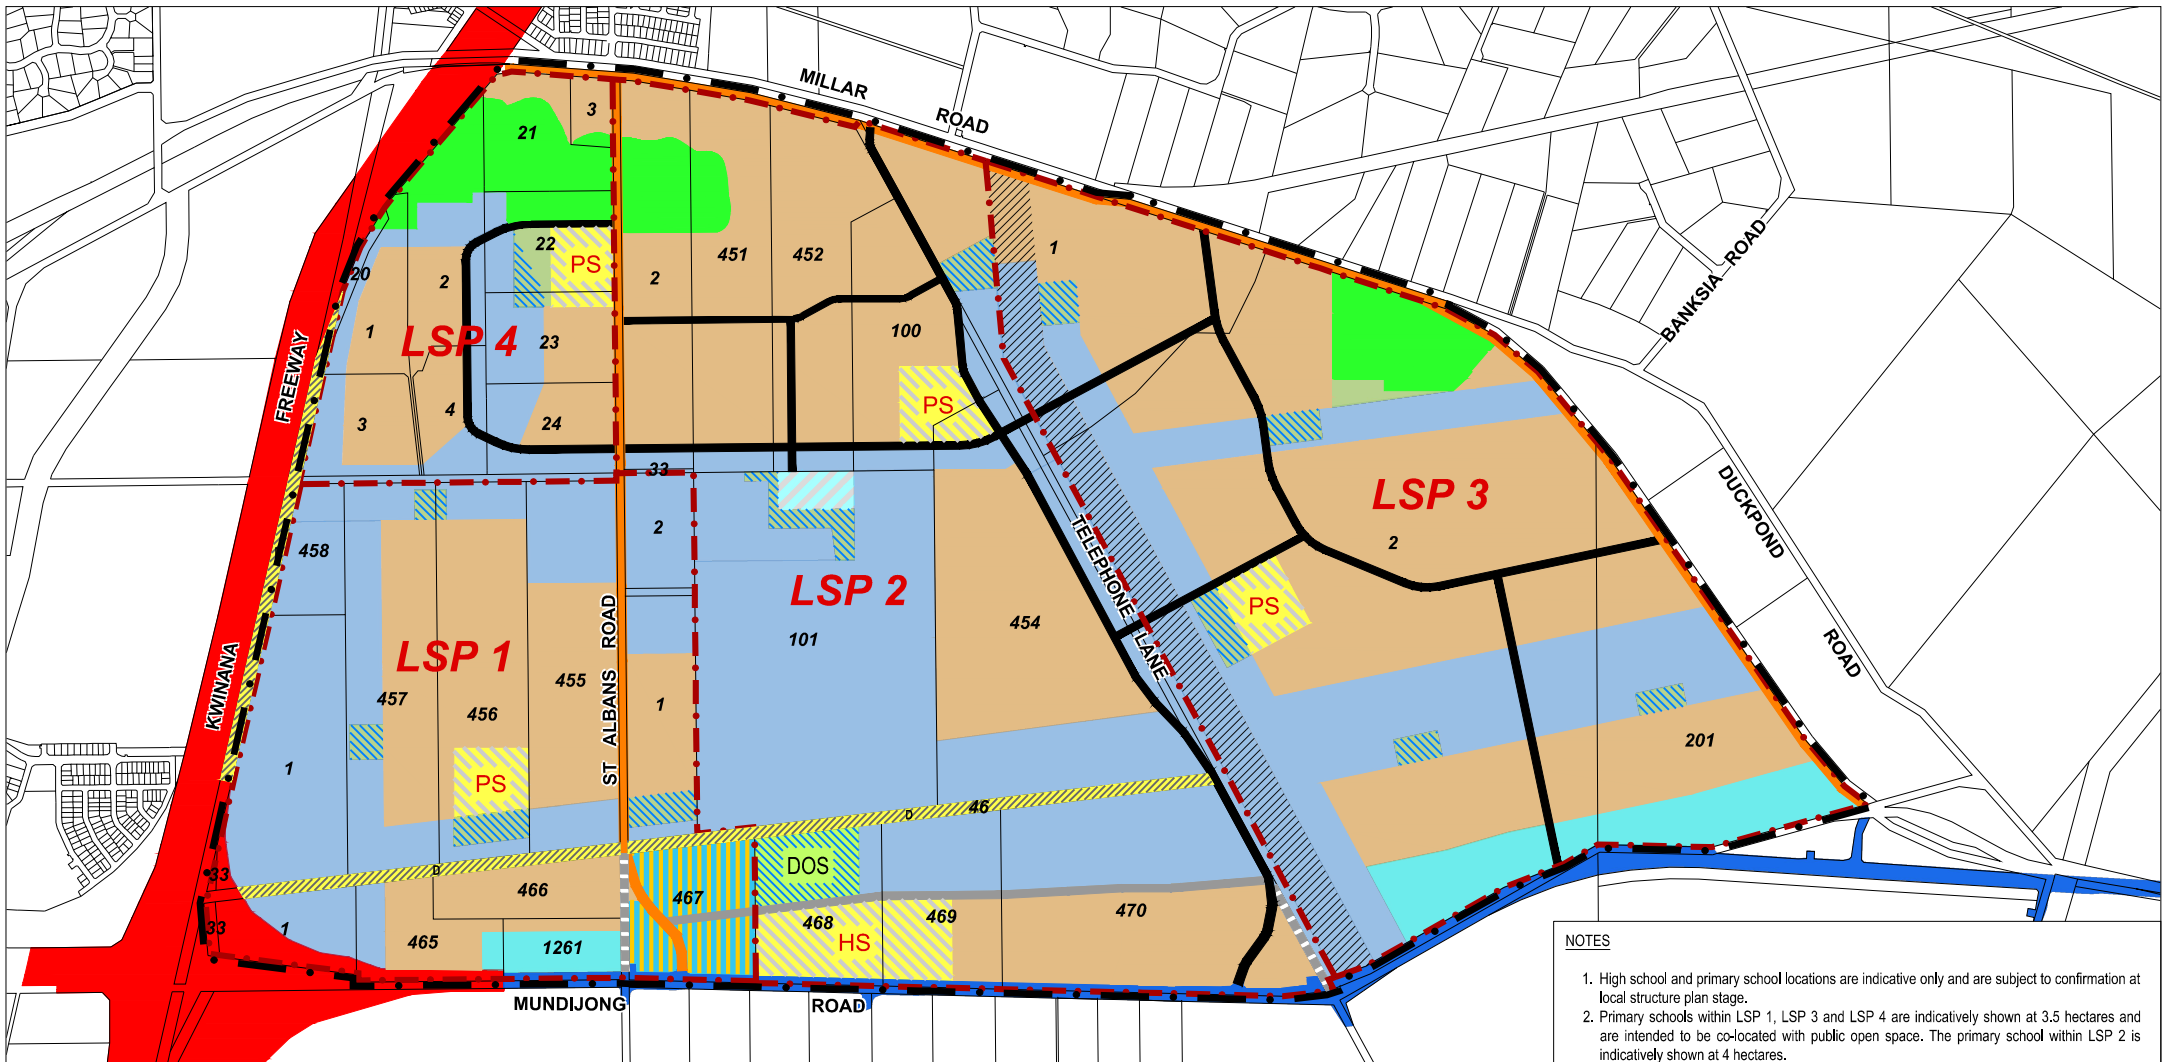 MILLAR
ROAD
3
21
22
PS
451
452
2
1
20
2
1
LSP 4
23
100
BANKSIA ROAD
FREEWAY
3
4
24
PS
33
LSP 3
2
458
2
TELEPHONE LANE
DUCKPOND
ROAD
LSP 2
101
454
PS
LSP 1
ST ALBANS ROAD
455
457
456
1
KWINANA
201
1
PS
46
D
D
DOS
33
466
467
468
469
470
HS
33
1
465
1261
MUNDIJONG
ROAD
NOTES
1. High school and primary school locations are indicative only and are subject to confirmation at
local structure plan stage.
2. Primary schools within LSP 1, LSP 3 and LSP 4 are indicatively shown at 3.5 hectares and
are intended to be co-located with public open space. The primary school within LSP 2 is
indicatively shown at 4 hectares.